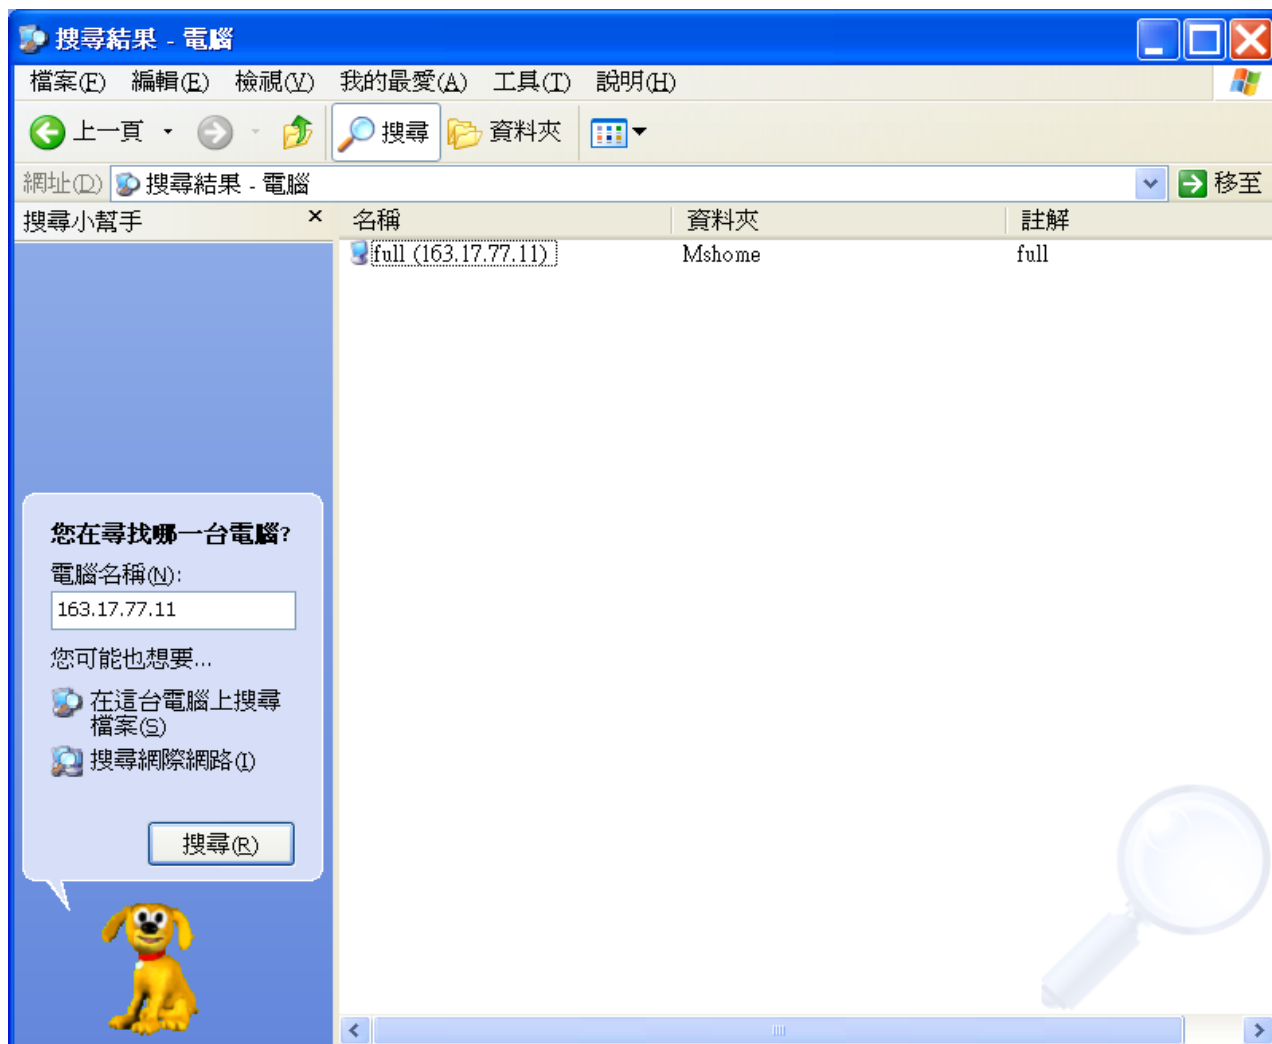 搜尋結果 - 電腦
檔案(F) 編輯(E) 檢視(V) 我的最愛(A) 工具(T) 說明(H)
上一頁 搜尋 資料夾
網址(D) 搜尋結果 - 電腦 移至
搜尋小幫手 × 名稱 資料夾 註解
full (163.17.77.11) Mshome full
您在尋找哪一台電腦?
電腦名稱(N):
163.17.77.11
您可能也想要...
在這台電腦上搜尋
檔案(S)
搜尋網際網路(I)
搜尋(R)